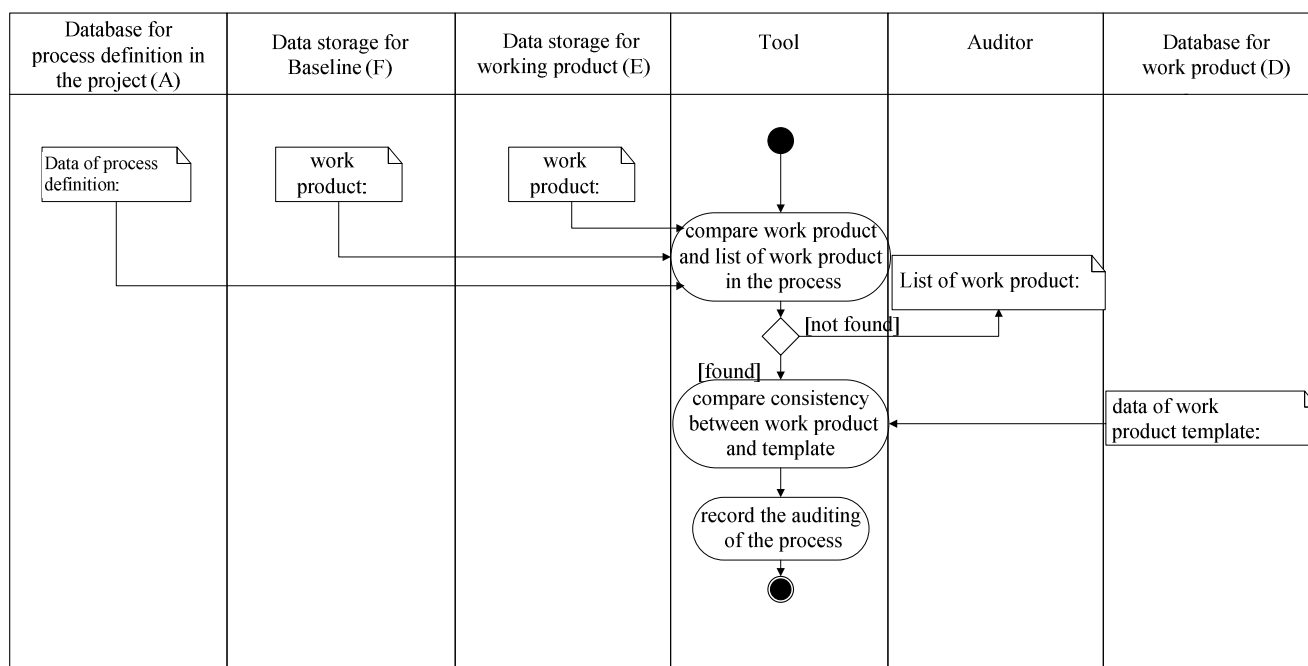 Database for
process definition in
the project (A)
Data storage for
Baseline (F)
Data storage for
working product (E)
Tool
Auditor
Database for
work product (D)
Data of process
definition:
work
product:
work
product:
compare work product
and list of work product
in the process
List of work product:
[not found]
[found]
compare consistency
between work product
and template
data of work
product template:
record the auditing
of the process